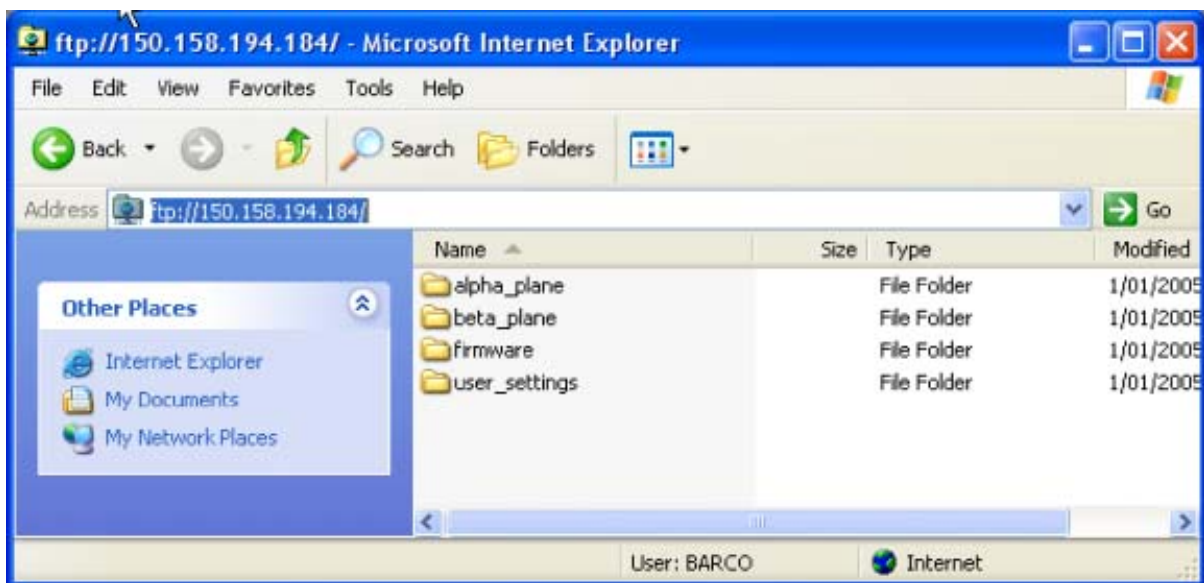 ftp://150.158.194.184/ - Microsoft Internet Explorer
File Edit View Favorites Tools Help
Back Search Folders
Address ftp://150.158.194.184/ Go
Name Size Type Modified
Other Places
Internet Explorer
My Documents
My Network Places
alpha_plane File Folder 1/01/2005
beta_plane File Folder 1/01/2005
firmware File Folder 1/01/2005
user_settings File Folder 1/01/2005
User: BARCO Internet